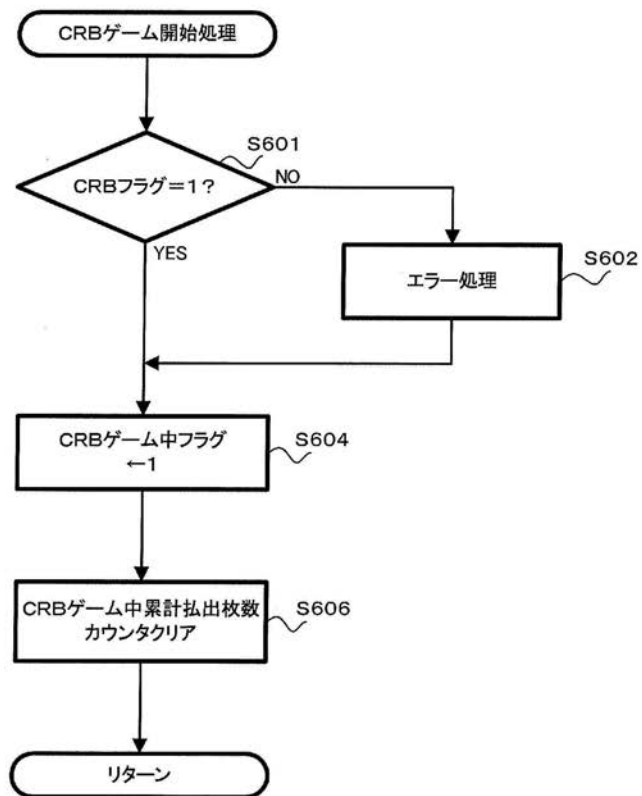 CRBゲーム開始処理
S601
CRBフラグ=1?
NO
YES
S602
エラー処理
CRBゲーム中フラグ
←1
S604
CRBゲーム中累計払出枚数
カウンタクリア
S606
リターン